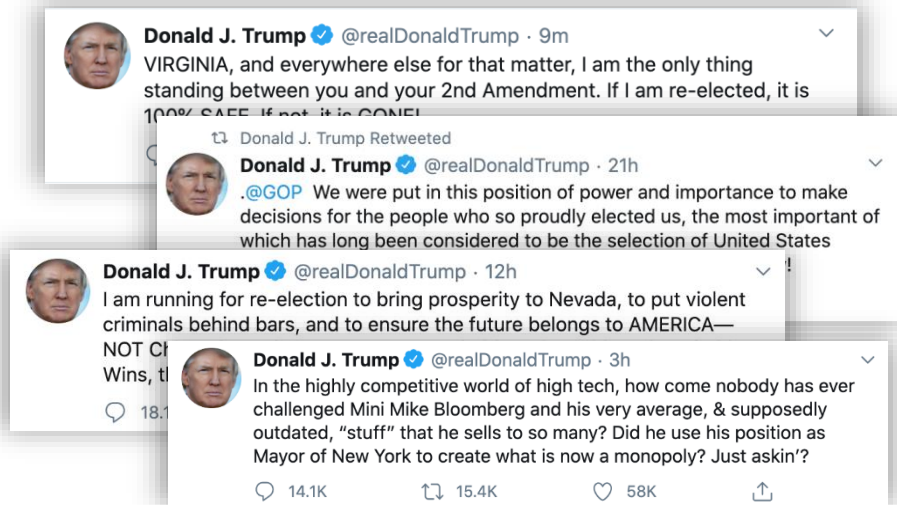 Donald J. Trump @realDonaldTrump · 9m
VIRGINIA, and everywhere else for that matter, I am the only thing
standing between you and your 2nd Amendment. If I am re-elected, it is
100% SAFE. If not, it is GONE!
Donald J. Trump Retweeted
Donald J. Trump @realDonaldTrump · 21h
.@GOP We were put in this position of power and importance to make
decisions for the people who so proudly elected us, the most important of
which has long been considered to be the selection of United States
!
Donald J. Trump @realDonaldTrump · 12h
I am running for re-election to bring prosperity to Nevada, to put violent
criminals behind bars, and to ensure the future belongs to AMERICA—
NOT
Wins,
18.1
Donald J. Trump @realDonaldTrump · 3h
In the highly competitive world of high tech, how come nobody has ever
challenged Mini Mike Bloomberg and his very average, & supposedly
outdated, “stuff” that he sells to so many? Did he use his position as
Mayor of New York to create what is now a monopoly? Just askin’?
14.1K 15.4K 58K